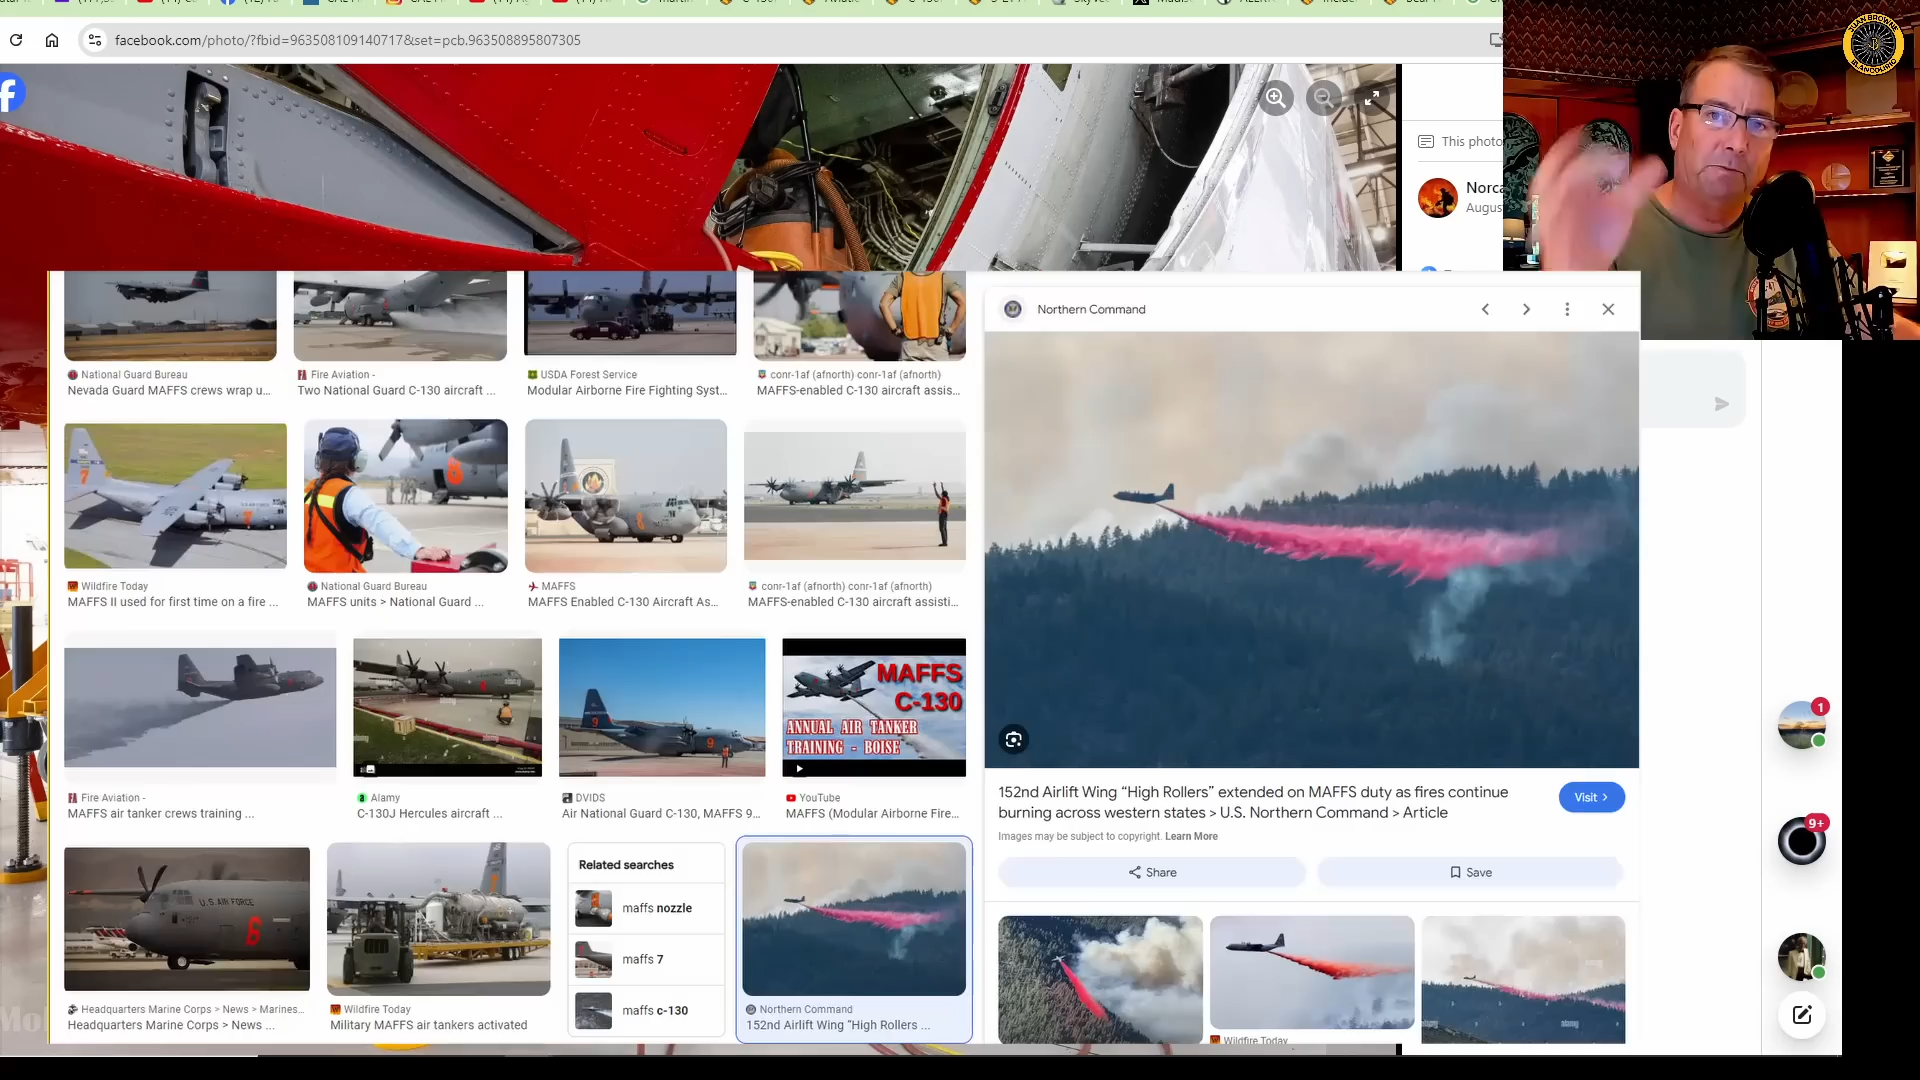 facebook.com/photo/?fbid=963508109140717&set=pcb.963508895807305
JUAN BROWNE
BLANCOLIRIO
This photo
Norca
Augus
National Guard Bureau
Nevada Guard MAFFS crews wrap u...
Fire Aviation -
Two National Guard C-130 aircraft ...
USDA Forest Service
Modular Airborne Fire Fighting Syst...
conr-1af (afnorth) conr-1af (afnorth)
MAFFS-enabled C-130 aircraft assis...
7
8
Wildfire Today
MAFFS II used for first time on a fire ...
National Guard Bureau
MAFFS units > National Guard ...
MAFFS
MAFFS Enabled C-130 Aircraft As...
conr-1af (afnorth) conr-1af (afnorth)
MAFFS-enabled C-130 aircraft assisti...
9
9
MAFFS
C-130
ANNUAL AIR TANKER
TRAINING - BOISE
Fire Aviation -
MAFFS air tanker crews training ...
Alamy
C-130J Hercules aircraft ...
DVIDS
Air National Guard C-130, MAFFS 9...
YouTube
MAFFS (Modular Airborne Fire...
U.S. AIR FORCE
6
7
Headquarters Marine Corps > News > Marines...
Headquarters Marine Corps > News ...
Wildfire Today
Military MAFFS air tankers activated
Related searches
maffs nozzle
maffs 7
maffs c-130
Northern Command
152nd Airlift Wing “High Rollers ...
Northern Command
152nd Airlift Wing “High Rollers” extended on MAFFS duty as fires continue
burning across western states > U.S. Northern Command > Article
Visit
Images may be subject to copyright. Learn More
Share
Save
Wildfire Today
1
9+